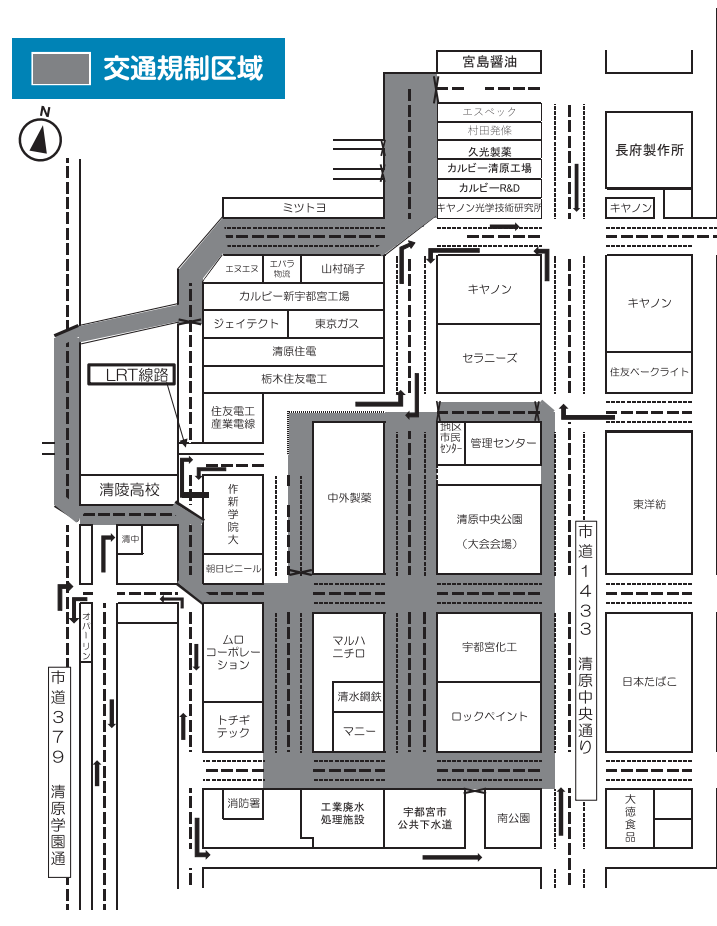 交通規制区域
N
宮島醤油
エスペック
村田発條
久光製薬
カルビー清原工場
カルビーR&D
キヤノン光学技術研究所
長府製作所
キヤノン
ミツトヨ
エヌエヌ
エバラ
物流
山村硝子
カルビー新宇都宮工場
ジェイテクト
東京ガス
清原住電
栃木住友電工
キヤノン
セラニーズ
キヤノン
住友ベークライト
LRT線路
住友電工
産業電線
地区
市民
センター
管理センター
清陵高校
作新学院大
中外製薬
清原中央公園
(大会会場)
東洋紡
清中
朝日ビニール
市道1433 清原中央通り
オパーリン
ムロ
コーポレー
ション
マルハ
ニチロ
宇都宮化工
日本たばこ
清水鋼鉄
トチギ
テック
マニー
ロックペイント
市道379 清原学園通
消防署
工業廃水
処理施設
宇都宮市
公共下水道
南公園
大徳食品